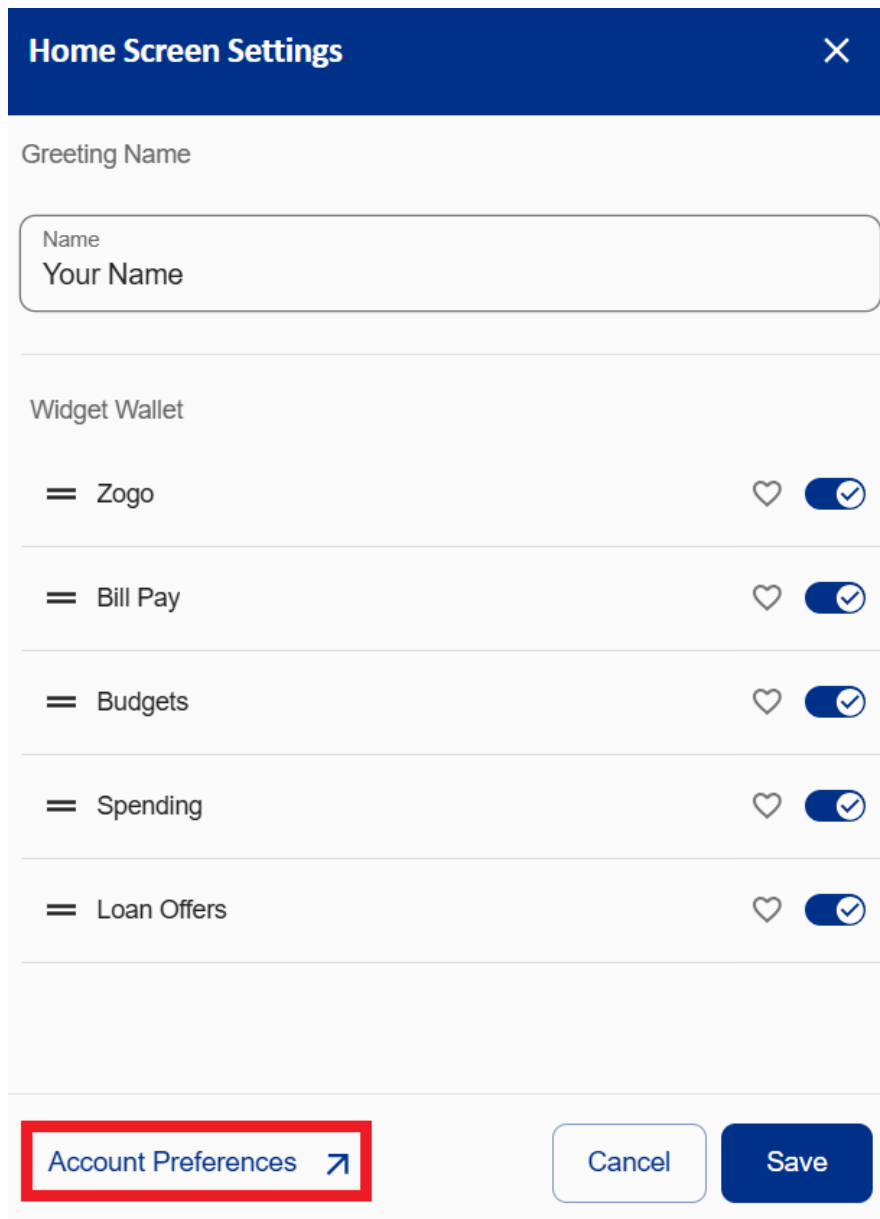 Home Screen Settings
Greeting Name
Name
Your Name
Widget Wallet
Zogo
Bill Pay
Budgets
Spending
Loan Offers
Account Preferences
Cancel
Save